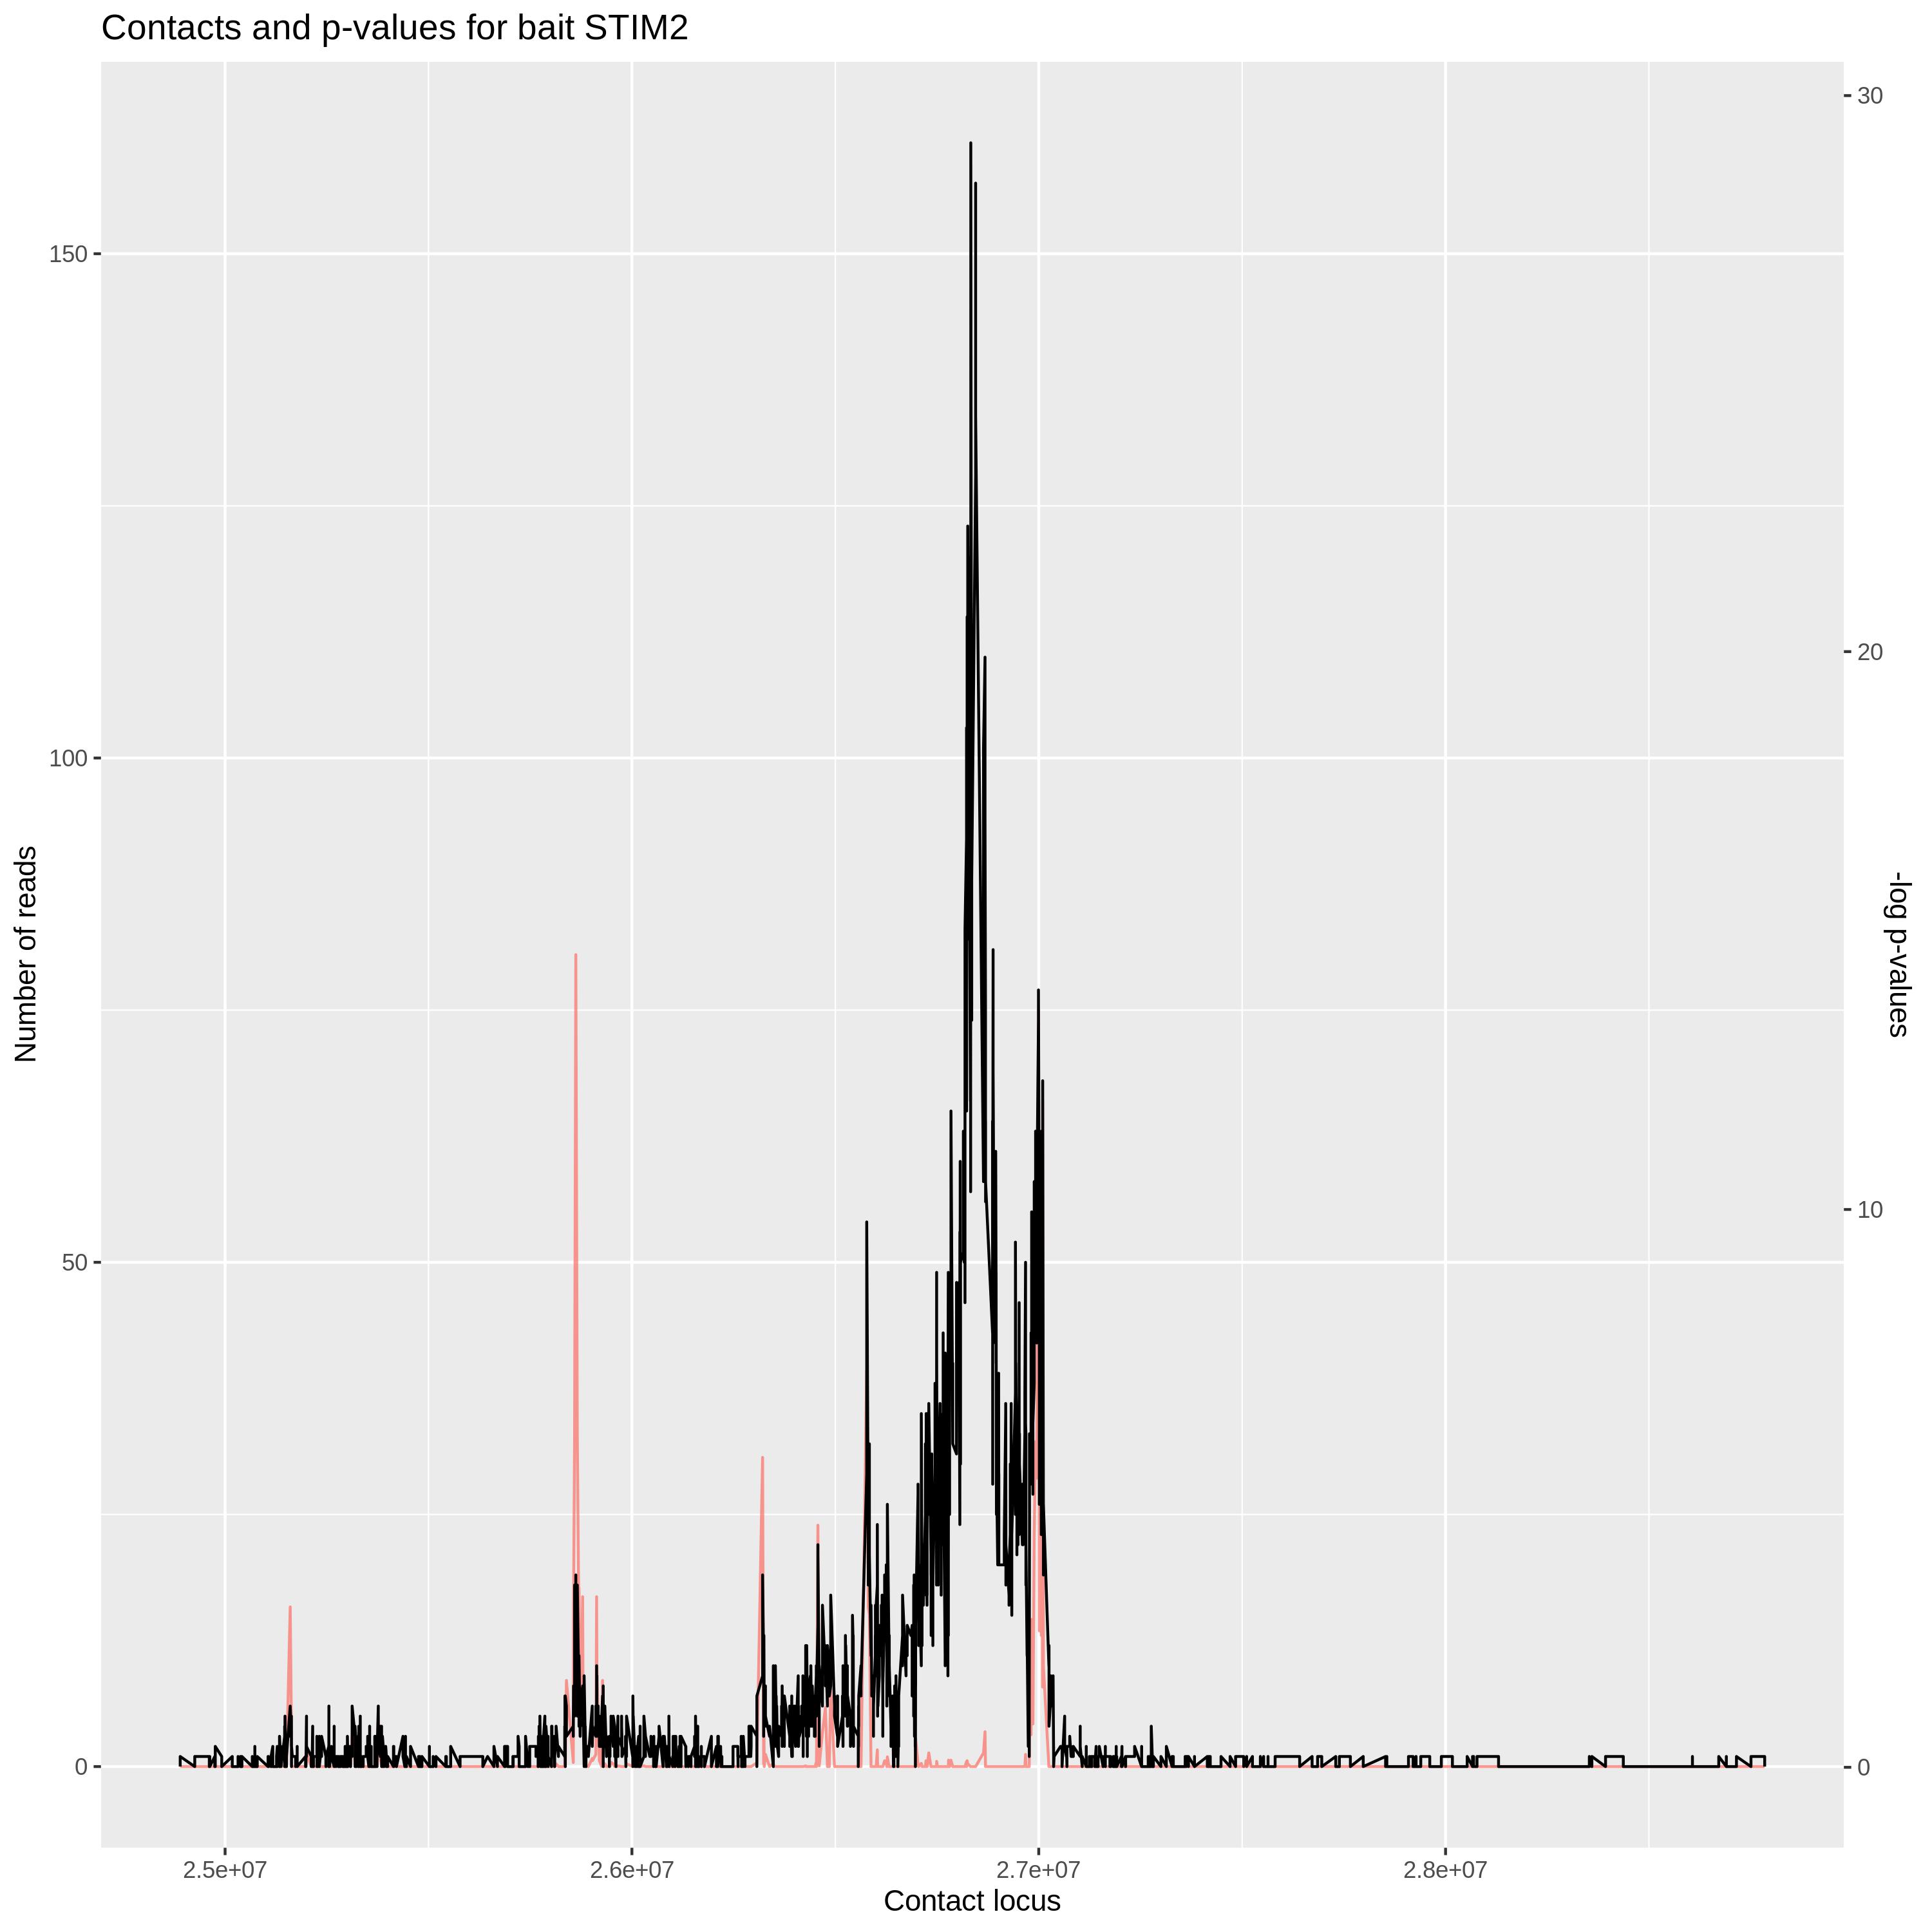 Contacts and p-values for bait STIM2
30
150
20
100
Number of reads
-log p-values
10
50
0
0
2.5e+07
2.6e+07
2.7e+07
2.8e+07
Contact locus